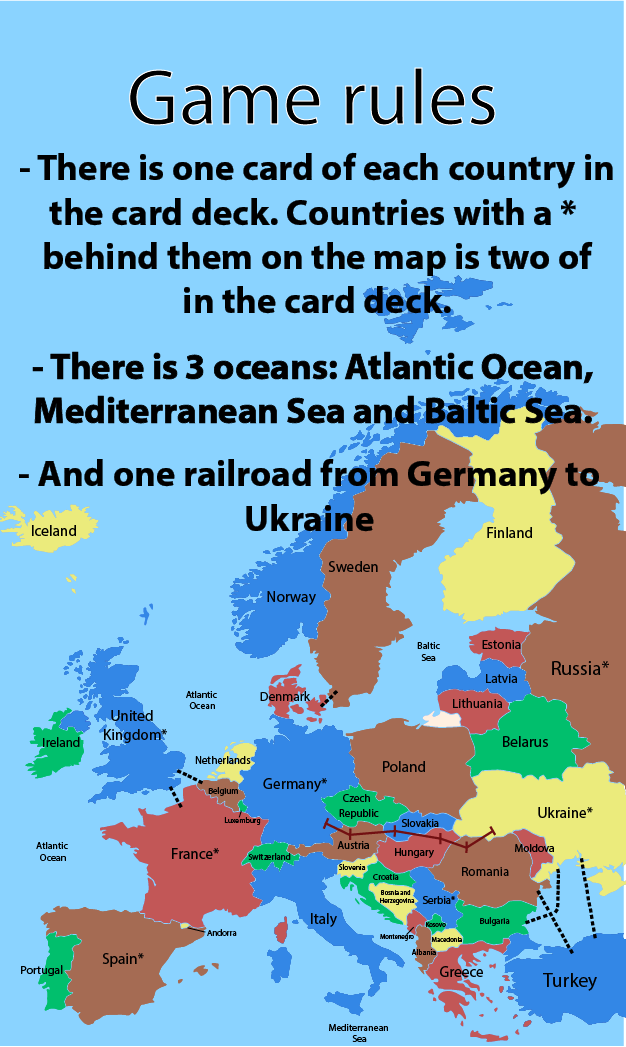 Game rules
- There is one card of each country in
the card deck. Countries with a *
behind them on the map is two of
in the card deck.
- There is 3 oceans: Atlantic Ocean,
Mediterranean Sea and Baltic Sea.
- And one railroad from Germany to
Ukraine
Iceland
Finland
Sweden
Norway
Estonia
Baltic
Sea
Russia*
Latvia
Denmark
Atlantic
Ocean
Lithuania
United
Kingdom*
Ireland
Belarus
Netherlands
Poland
Germany*
Belgium
Czech
Republic
Ukraine*
Luxemburg
Slovakia
Atlantic
Ocean
France*
Switzerland
Austria
Hungary
Moldova
Slovenia
Romania
Croatia
Bosnia and
Herzegovina
Serbia*
Italy
Kosovo
Bulgaria
Andorra
Montenegro
Macedonia
Albania
Portugal
Spain*
Greece
Turkey
Mediterranean
Sea